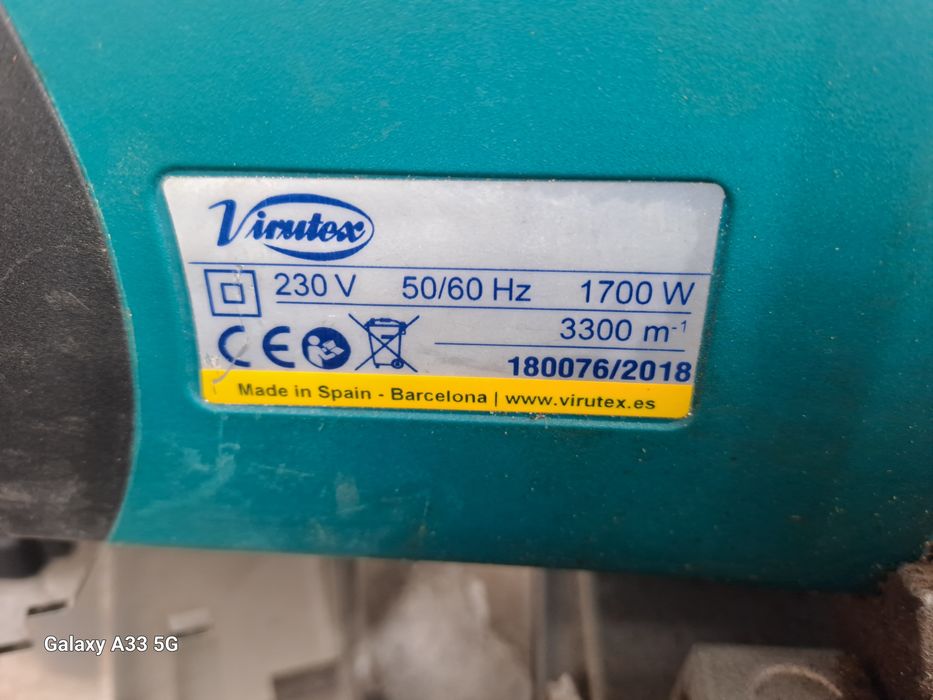 Virutex
230 V 50/60 Hz 1700 W
3300 m⁻¹
CE
180076/2018
Made in Spain - Barcelona | www.virutex.es
Galaxy A33 5G